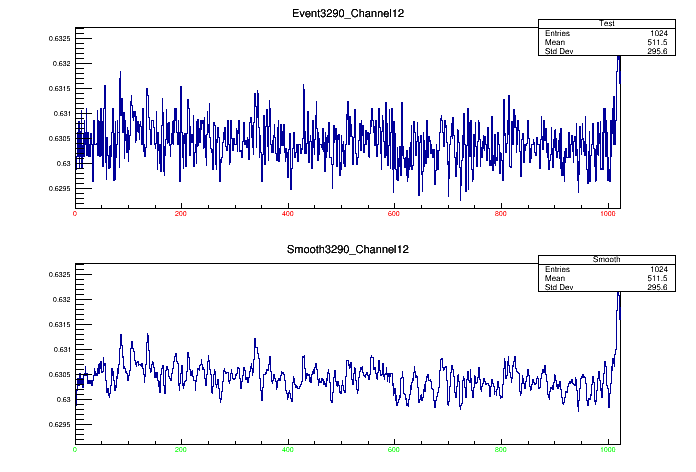 Event3290_Channel12
Test
Entries 1024
Mean 511.5
Std Dev 295.6
0.6325
0.632
0.6315
0.631
0.6305
0.63
0.6295
0 200 400 600 800 1000
Smooth3290_Channel12
Smooth
Entries 1024
Mean 511.5
Std Dev 295.6
0.6325
0.632
0.6315
0.631
0.6305
0.63
0.6295
0 200 400 600 800 1000